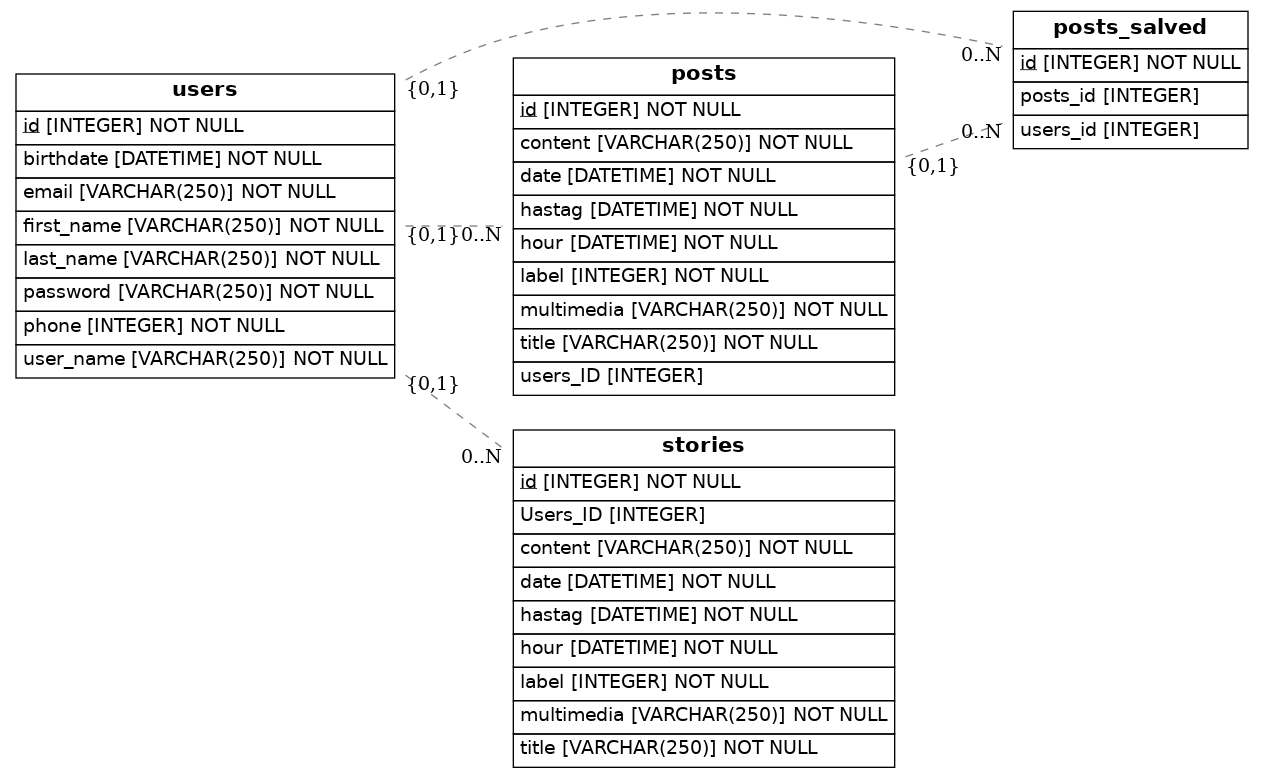 users
id [INTEGER] NOT NULL
birthdate [DATETIME] NOT NULL
email [VARCHAR(250)] NOT NULL
first_name [VARCHAR(250)] NOT NULL
last_name [VARCHAR(250)] NOT NULL
password [VARCHAR(250)] NOT NULL
phone [INTEGER] NOT NULL
user_name [VARCHAR(250)] NOT NULL
{0,1}
{0,1}
0..N
{0,1}
0..N
posts
id [INTEGER] NOT NULL
content [VARCHAR(250)] NOT NULL
date [DATETIME] NOT NULL
hastag [DATETIME] NOT NULL
hour [DATETIME] NOT NULL
label [INTEGER] NOT NULL
multimedia [VARCHAR(250)] NOT NULL
title [VARCHAR(250)] NOT NULL
users_ID [INTEGER]
stories
id [INTEGER] NOT NULL
Users_ID [INTEGER]
content [VARCHAR(250)] NOT NULL
date [DATETIME] NOT NULL
hastag [DATETIME] NOT NULL
hour [DATETIME] NOT NULL
label [INTEGER] NOT NULL
multimedia [VARCHAR(250)] NOT NULL
title [VARCHAR(250)] NOT NULL
0..N
0..N
{0,1}
posts_salved
id [INTEGER] NOT NULL
posts_id [INTEGER]
users_id [INTEGER]